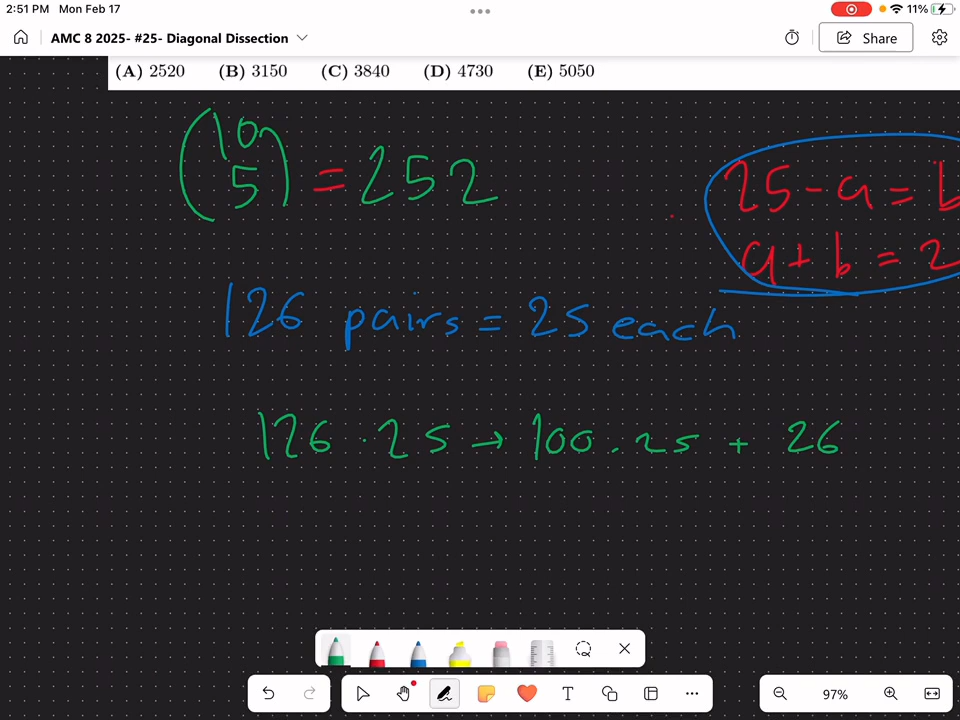 2:51 PM Mon Feb 17
11%
AMC 8 2025- #25- Diagonal Dissection
Share
(A) 2520 (B) 3150 (C) 3840 (D) 4730 (E) 5050
(10 5) = 252
25 - a = b
a + b = 2
126 pairs = 25 each
126 · 25 → 100 · 25 + 26
T
97%